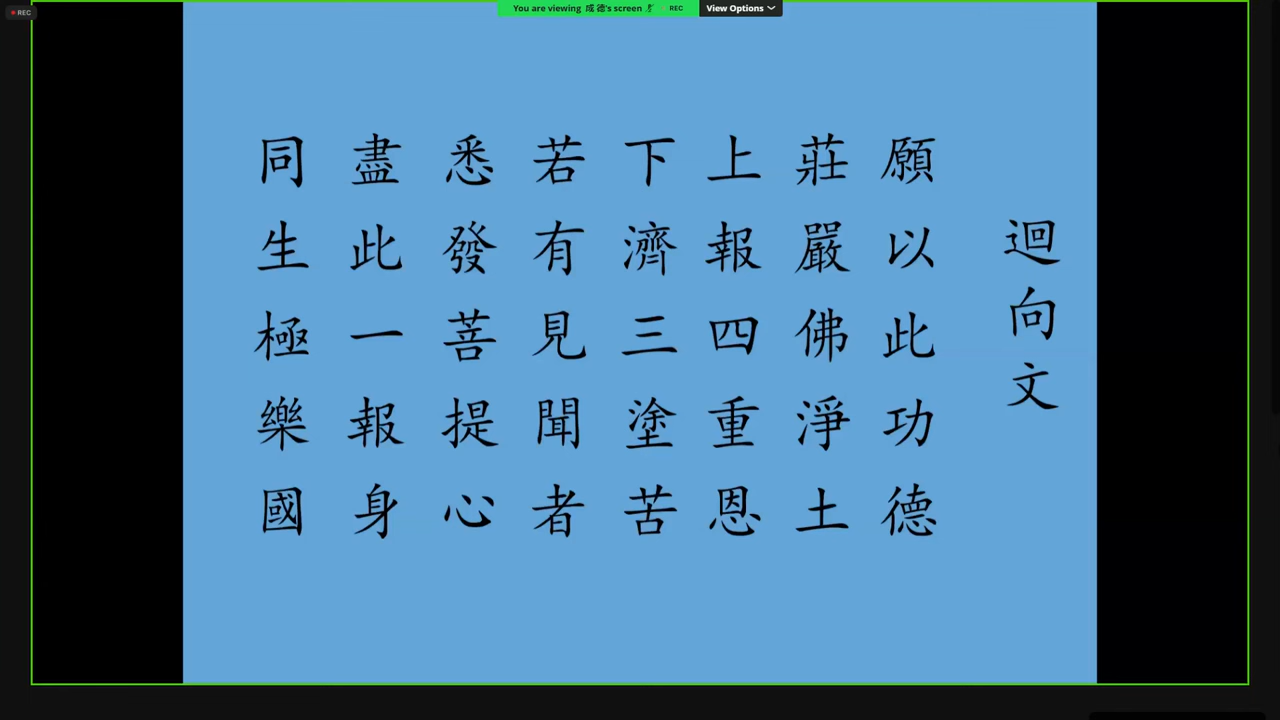 REC
You are viewing 成德's screen
REC
View Options
迴向文
願以此功德
莊嚴佛淨土
上報四重恩
下濟三塗苦
若有見聞者
悉發菩提心
盡此一報身
同生極樂國